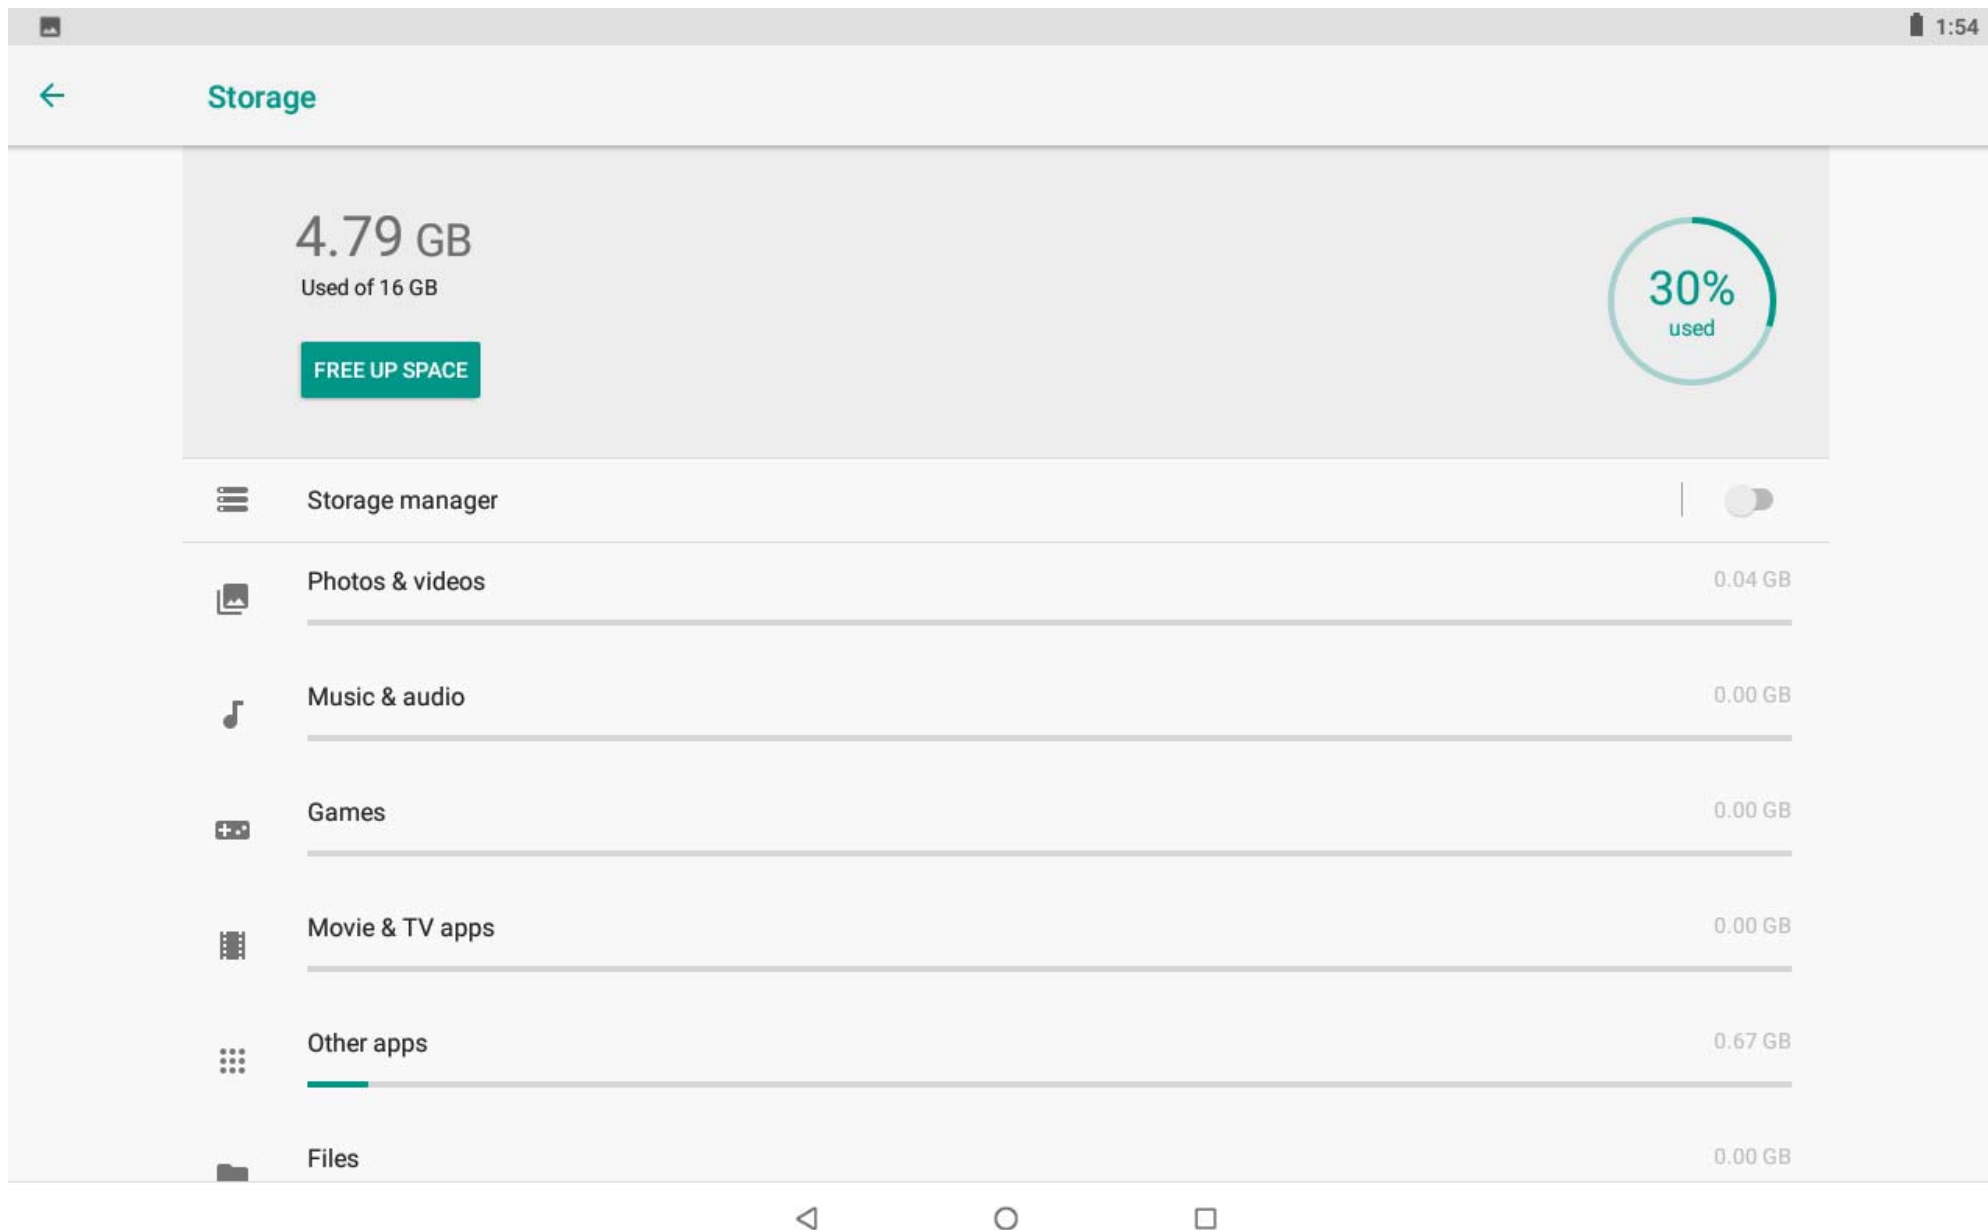 1:54
Storage
4.79 GB
Used of 16 GB
30%
used
FREE UP SPACE
Storage manager
Photos & videos 0.04 GB
Music & audio 0.00 GB
Games 0.00 GB
Movie & TV apps 0.00 GB
Other apps 0.67 GB
Files 0.00 GB